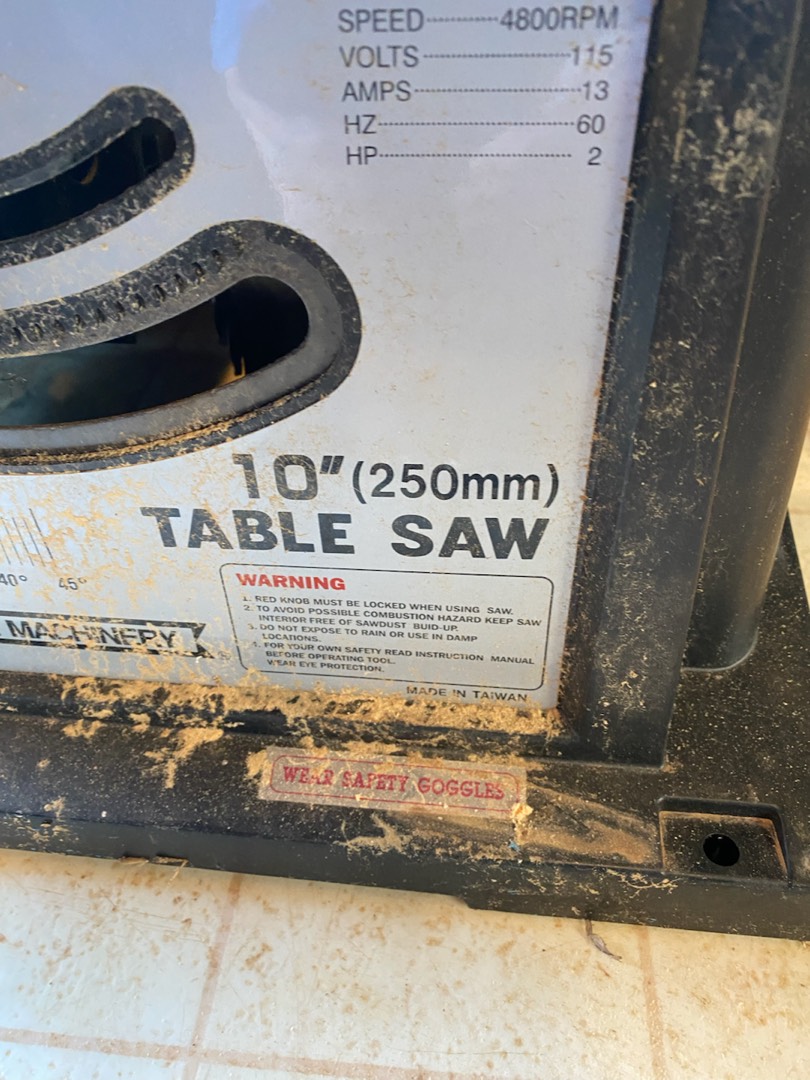 SPEED----------4800RPM
VOLTS----------115
AMPS----------13
HZ----------60
HP---------- 2
10" (250mm)
TABLE SAW
40° 45°
WARNING
1. RED KNOB MUST BE LOCKED WHEN USING SAW.
2. TO AVOID POSSIBLE COMBUSTION HAZARD KEEP SAW
INTERIOR FREE OF SAWDUST BUID-UP.
3. DO NOT EXPOSE TO RAIN OR USE IN DAMP
LOCATIONS.
4. FOR YOUR OWN SAFETY READ INSTRUCTION MANUAL
BEFORE OPERATING TOOL.
WEAR EYE PROTECTION.
MACHINERY
MADE IN TAIWAN
WEAR SAFETY GOGGLES